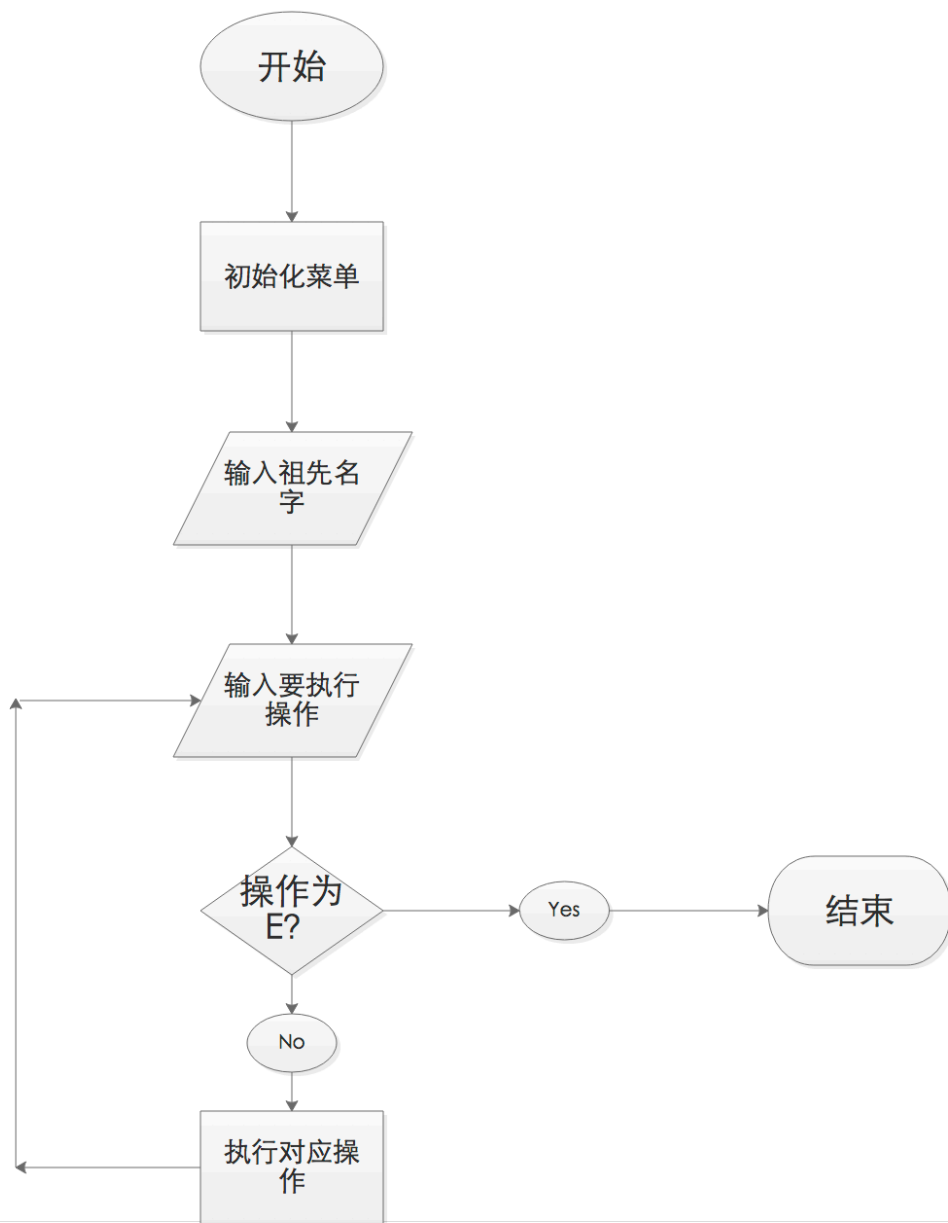 开始
初始化菜单
输入祖先名
字
输入要执行
操作
操作为
E?
Yes
结束
No
执行对应操
作